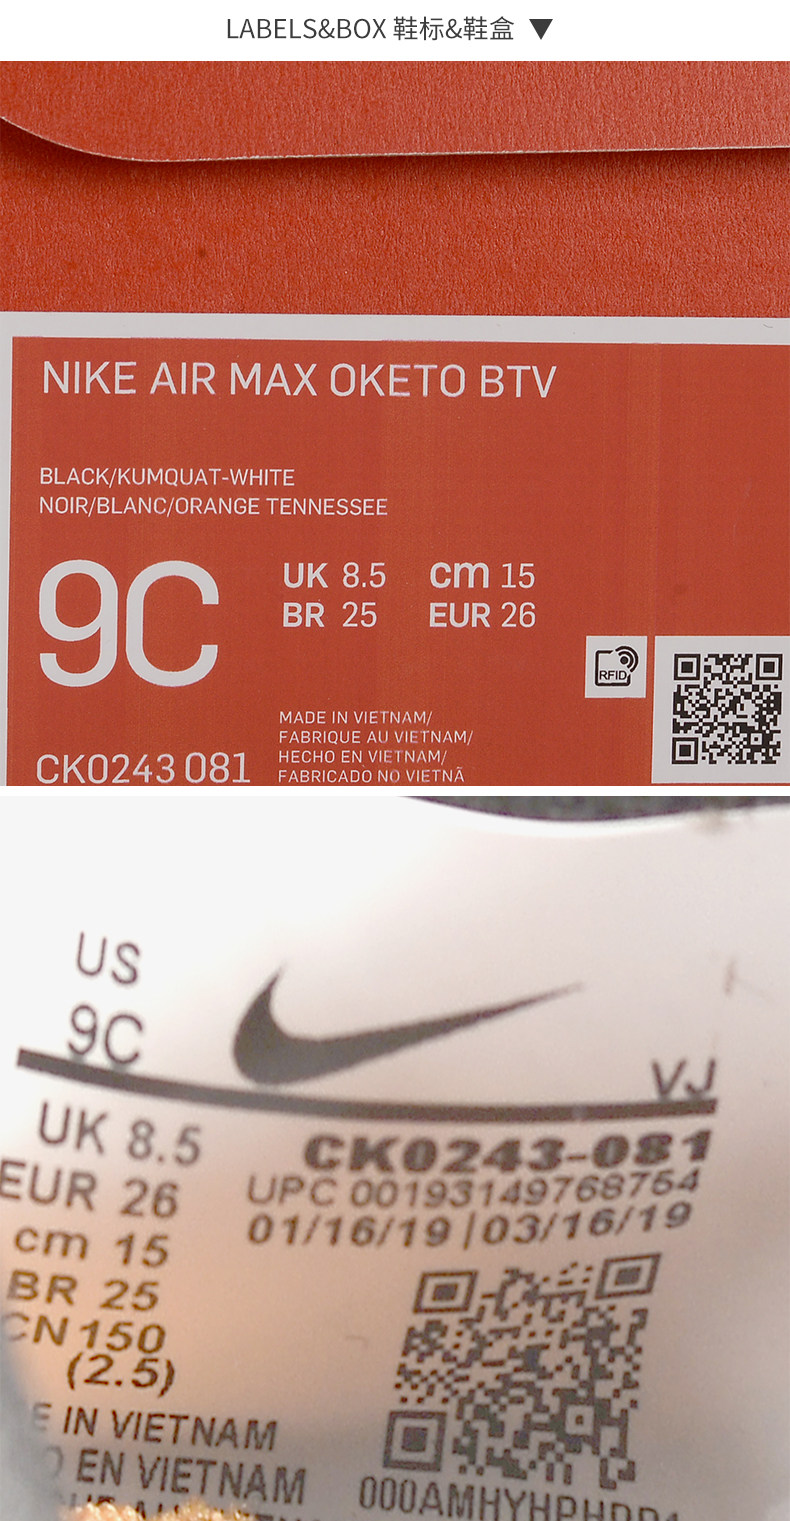 LABELS&BOX 鞋标&鞋盒
NIKE AIR MAX OKETO BTV
BLACK/KUMQUAT-WHITE
NOIR/BLANC/ORANGE TENNESSEE
9C
UK 8.5 cm 15
BR 25 EUR 26
RFID
MADE IN VIETNAM/
FABRIQUE AU VIETNAM/
HECHO EN VIETNAM/
FABRICADO NO VIETNÃ
CK0243 081
US
9C
VJ
UK 8.5
EUR 26
cm 15
BR 25
CN 150
(2.5)
CK0243-081
UPC 00193149768754
01/16/19 | 03/16/19
IN VIETNAM
EN VIETNAM